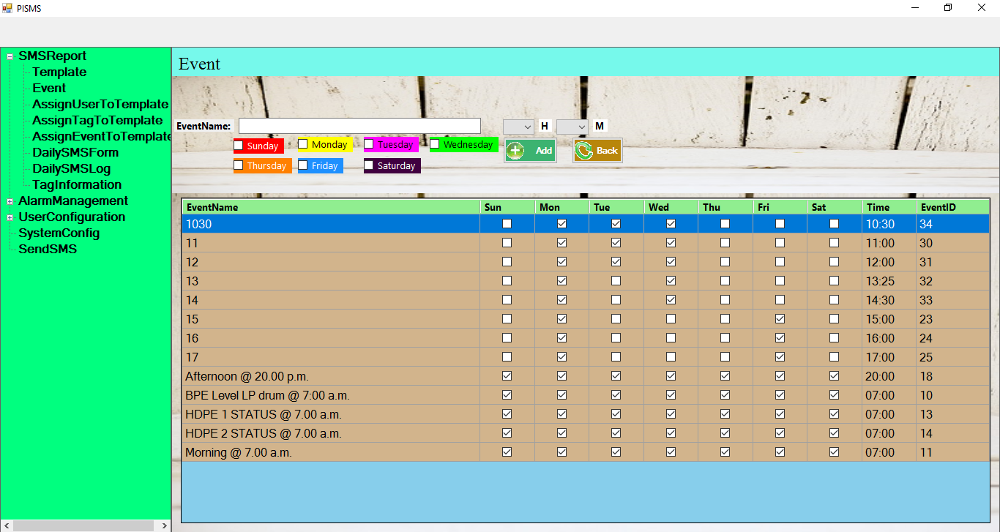 PISMS
SMSReport
Template
Event
AssignUserToTemplate
AssignTagToTemplate
AssignEventToTemplate
DailySMSForm
DailySMSLog
TagInformation
AlarmManagement
UserConfiguration
SystemConfig
SendSMS
Event
EventName: H M
Sunday Monday Tuesday Wednesday Add Back
Thursday Friday Saturday
EventName Sun Mon Tue Wed Thu Fri Sat Time EventID
1030 10:30 34
11 11:00 30
12 12:00 31
13 13:25 32
14 14:30 33
15 15:00 23
16 16:00 24
17 17:00 25
Afternoon @ 20.00 p.m. 20:00 18
BPE Level LP drum @ 7:00 a.m. 07:00 10
HDPE 1 STATUS @ 7.00 a.m. 07:00 13
HDPE 2 STATUS @ 7.00 a.m. 07:00 14
Morning @ 7.00 a.m. 07:00 11